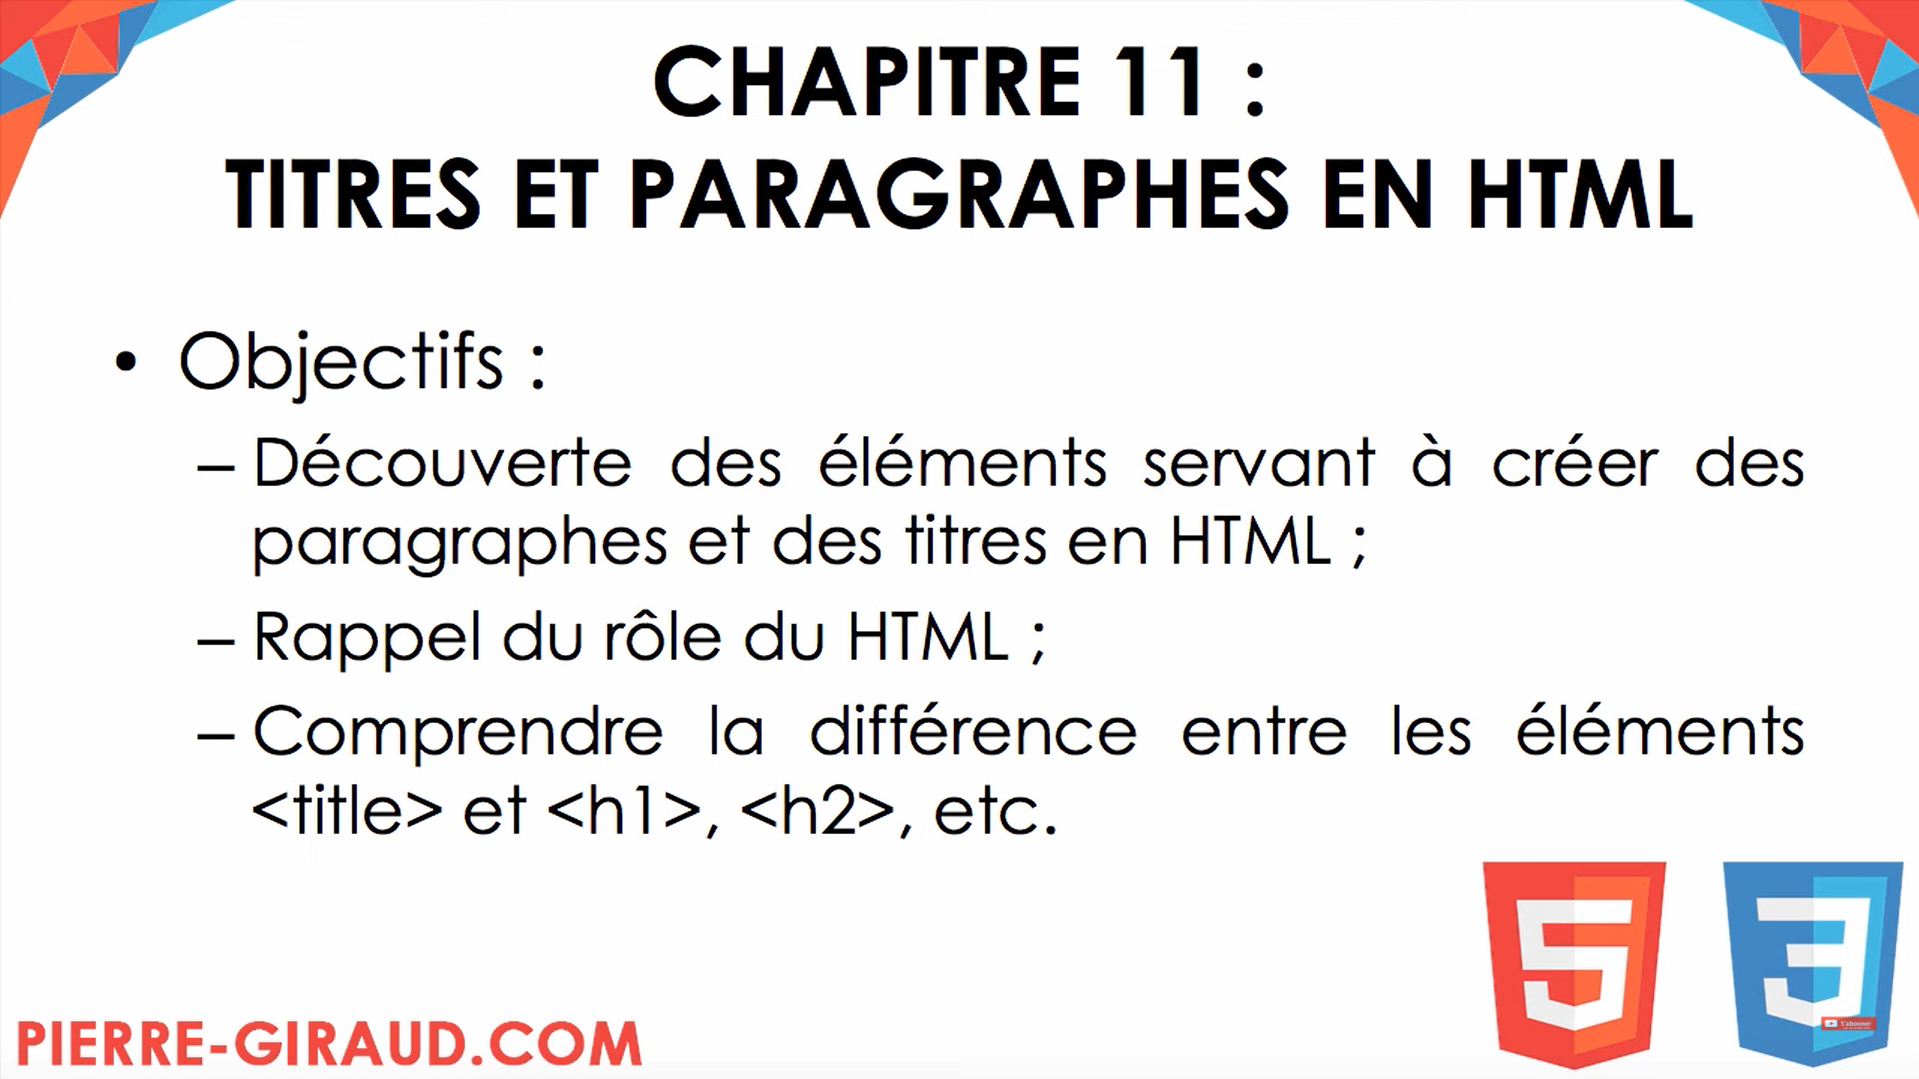 CHAPITRE 11 :
TITRES ET PARAGRAPHES EN HTML
• Objectifs :
– Découverte des éléments servant à créer des
paragraphes et des titres en HTML ;
– Rappel du rôle du HTML ;
– Comprendre la différence entre les éléments
<title> et <h1>, <h2>, etc.
5 3
S'abonner
PIERRE-GIRAUD.COM